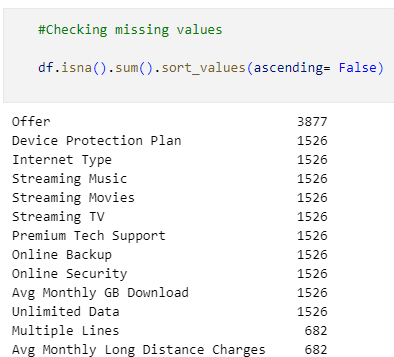 #Checking missing values
df.isna().sum().sort_values(ascending= False)
Offer 3877
Device Protection Plan 1526
Internet Type 1526
Streaming Music 1526
Streaming Movies 1526
Streaming TV 1526
Premium Tech Support 1526
Online Backup 1526
Online Security 1526
Avg Monthly GB Download 1526
Unlimited Data 1526
Multiple Lines 682
Avg Monthly Long Distance Charges 682